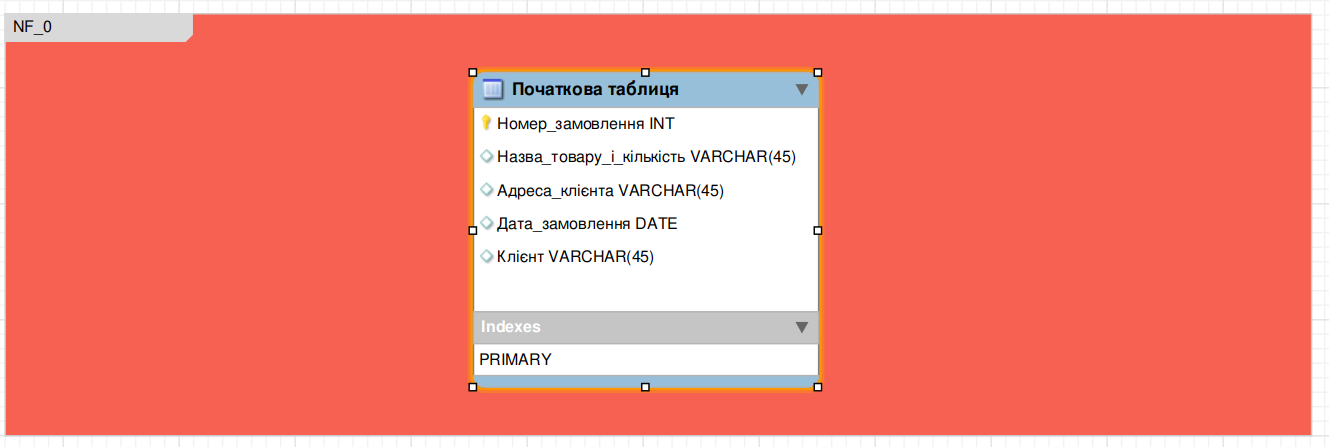 NF_0
Початкова таблиця
Номер_замовлення INT
Назва_товару_і_кількість VARCHAR(45)
Адреса_клієнта VARCHAR(45)
Дата_замовлення DATE
Клієнт VARCHAR(45)
Indexes
PRIMARY